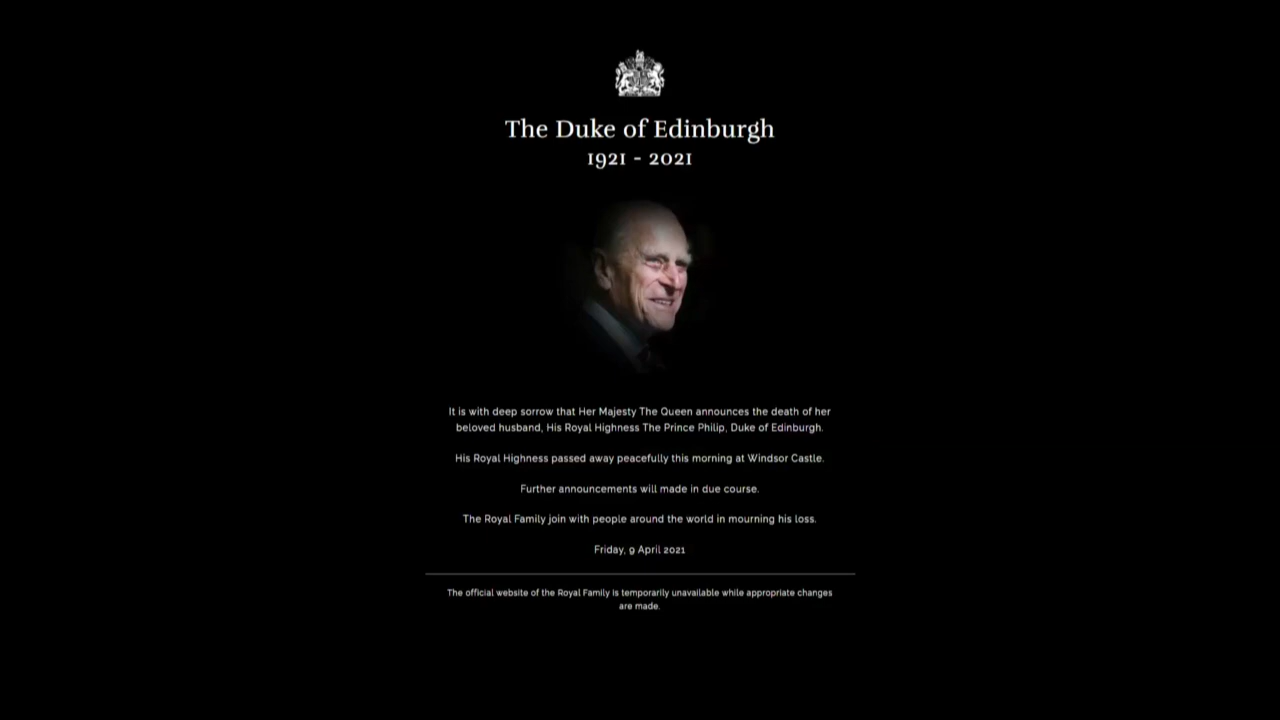 The Duke of Edinburgh
1921 - 2021
It is with deep sorrow that Her Majesty The Queen announces the death of her
beloved husband, His Royal Highness The Prince Philip, Duke of Edinburgh.
His Royal Highness passed away peacefully this morning at Windsor Castle.
Further announcements will made in due course.
The Royal Family join with people around the world in mourning his loss.
Friday, 9 April 2021
The official website of the Royal Family is temporarily unavailable while appropriate changes
are made.